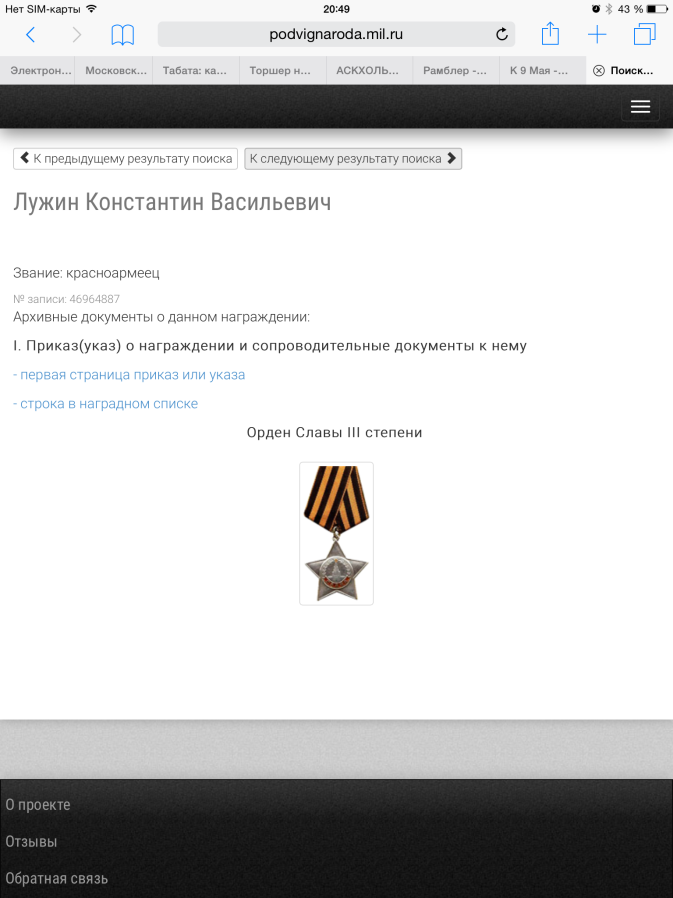 Нет SIM-карты
20:49
43 %
podvignaroda.mil.ru
Электрон...
Московск...
Табата: ка...
Торшер н...
АСКХОЛЬ...
Рамблер -...
К 9 Мая -...
Поиск...
К предыдущему результату поиска
К следующему результату поиска
Лужин Константин Васильевич
Звание: красноармеец
№ записи: 46964887
Архивные документы о данном награждении:
I. Приказ(указ) о награждении и сопроводительные документы к нему
- первая страница приказ или указа
- строка в наградном списке
Орден Славы III степени
О проекте
Отзывы
Обратная связь